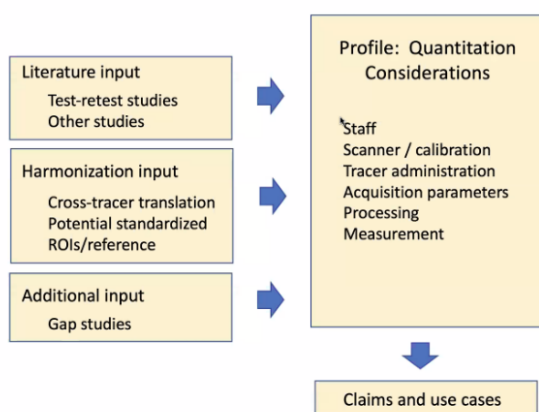 Literature input
Test-retest studies
Other studies
Harmonization input
Cross-tracer translation
Potential standardized
ROIs/reference
Additional input
Gap studies
Profile: Quantitation
Considerations
Staff
Scanner / calibration
Tracer administration
Acquisition parameters
Processing
Measurement
Claims and use cases